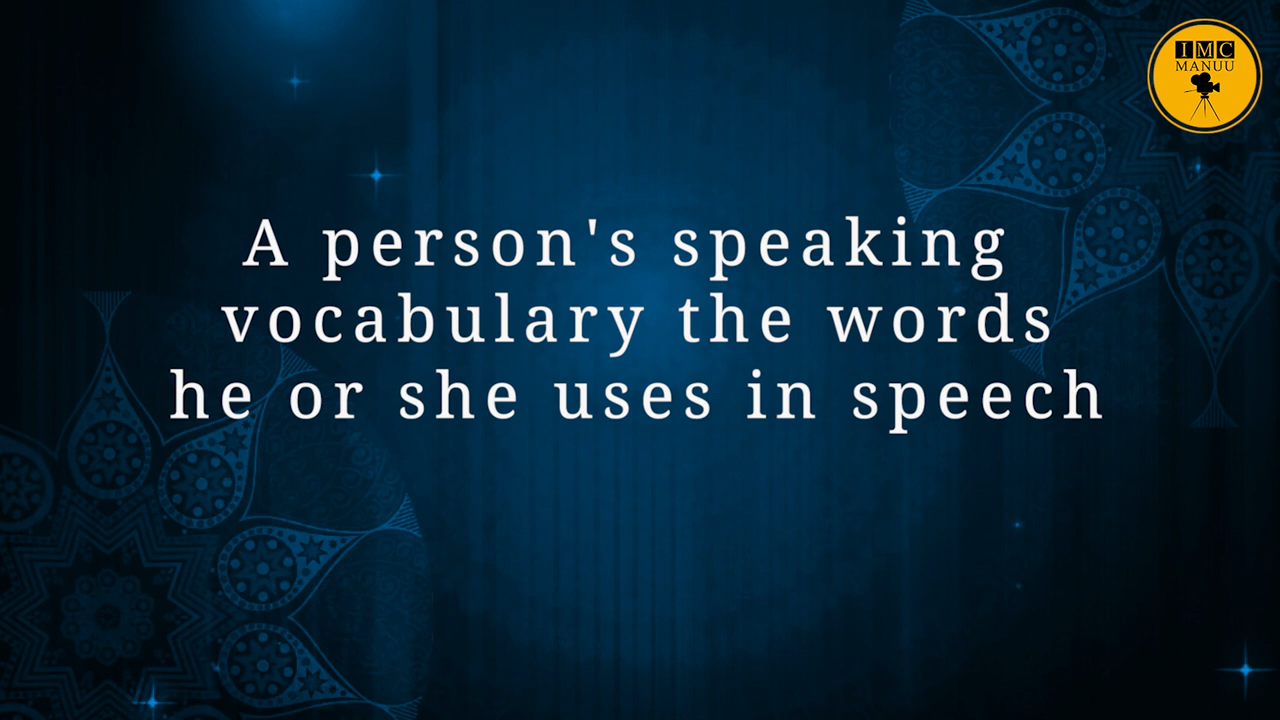 IMC
MANUU
A person's speaking
vocabulary the words
he or she uses in speech